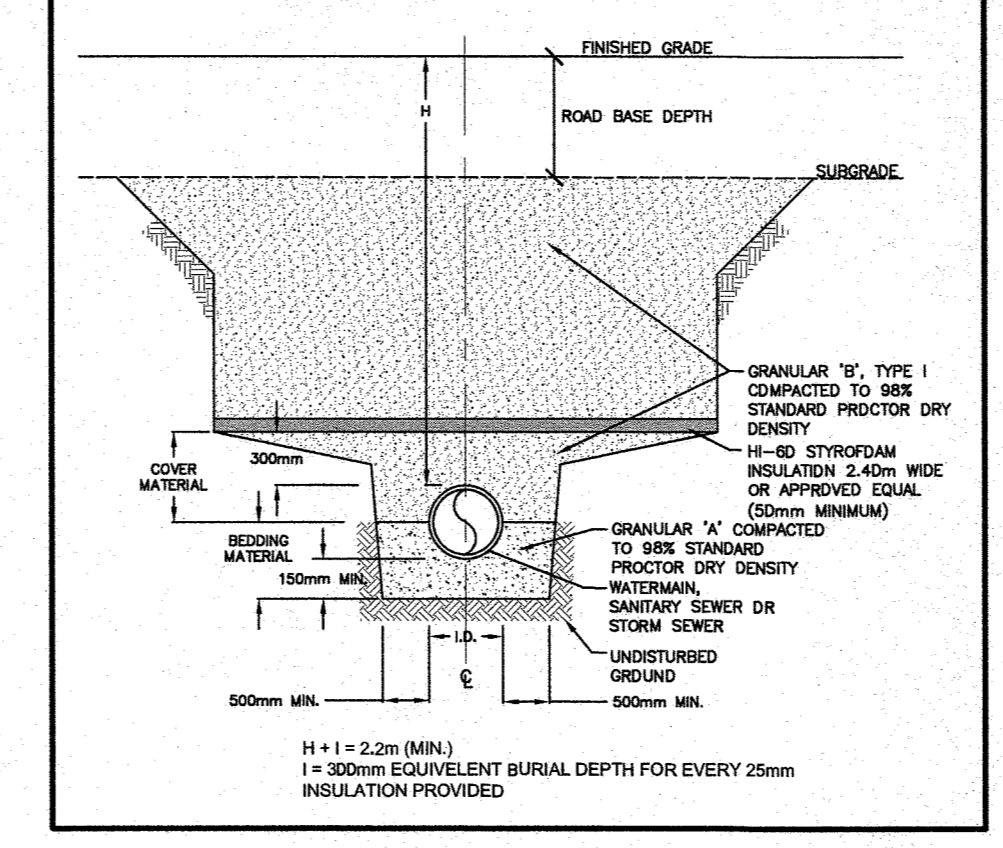 FINISHED GRADE
H
ROAD BASE DEPTH
SUBGRADE
GRANULAR 'B', TYPE I
CDMPACTED TO 98%
STANDARD PRDCTOR DRY
DENSITY
HI-6D STYROFDAM
INSULATIDN 2.4Dm WIDE
OR APPRDVED EQUAL
(5Dmm MINIMUM)
300mm
COVER
MATERIAL
BEDDING
MATERIAL
150mm MIN.
GRANULAR 'A' COMPACTED
TO 98% STANDARD
PROCTOR DRY DENSITY
WATERMAIN,
SANITARY SEWER DR
STORM SEWER
I.D.
UNDISTURBED
GRDUND
℄
500mm MIN.
500mm MIN.
H + I = 2.2m (MIN.)
I = 3DDmm EQUIVELENT BURIAL DEPTH FOR EVERY 25mm
INSULATION PROVIDED